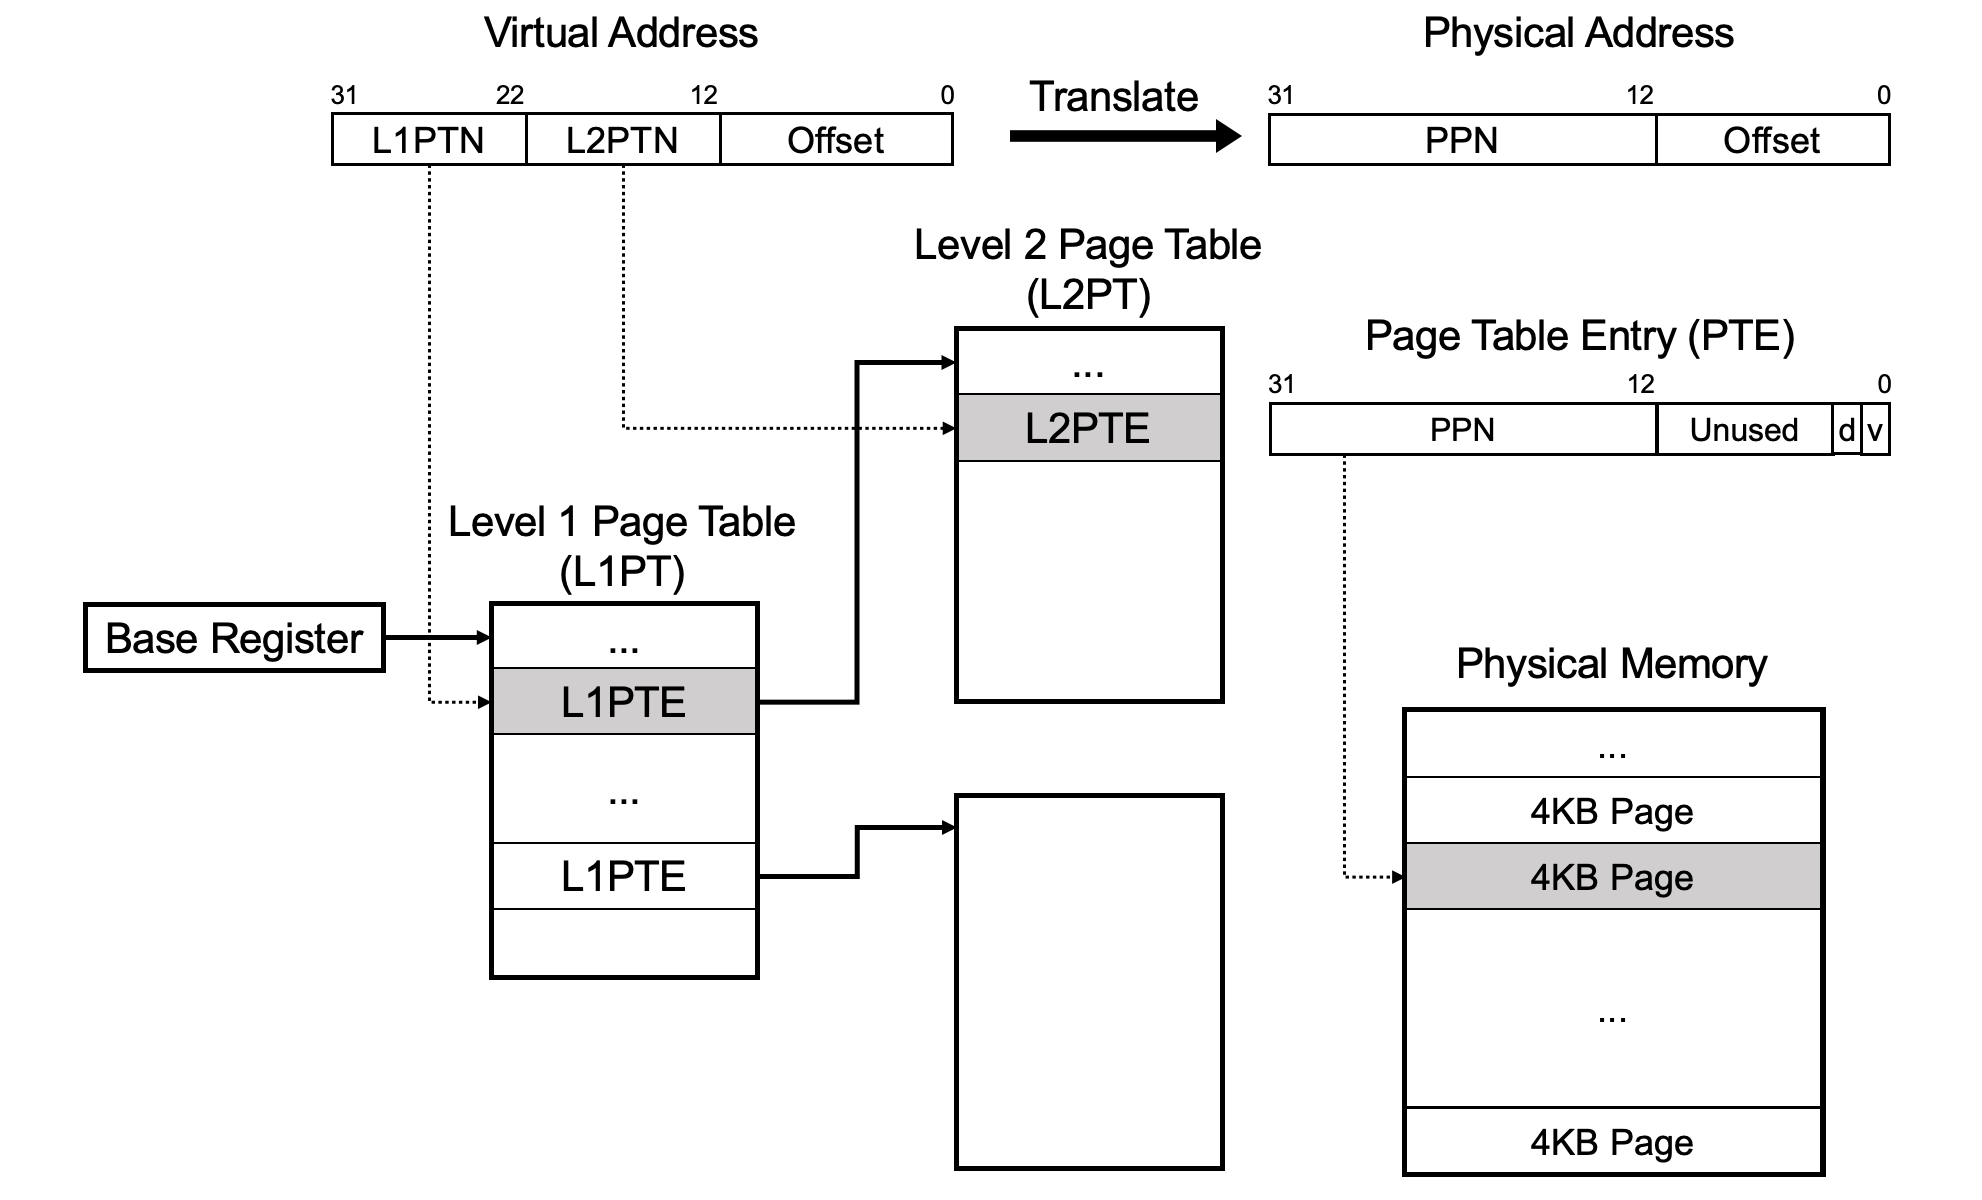 Virtual Address
31 22 12 0
L1PTN L2PTN Offset
Translate
Physical Address
31 12 0
PPN Offset
Level 2 Page Table
(L2PT)
...
L2PTE
Page Table Entry (PTE)
31 12 0
PPN Unused d v
Level 1 Page Table
(L1PT)
Base Register
...
L1PTE
...
L1PTE
Physical Memory
...
4KB Page
4KB Page
...
4KB Page